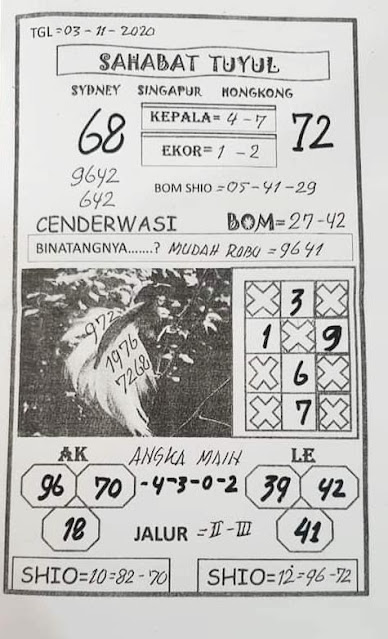 TGL=03-11-2020
SAHABAT TUYUL
SYDNEY SINGAPUR HONGKONG
68
KEPALA= 4-7
72
EKOR= 1-2
9642
642
BOM SHIO =05-41-29
CENDERWASI
BOM=27-42
BINATANGNYA.......? MUDAH ROBU = 9641
972
1976
7268
3
1 9
6
7
AK ANGKA MAIN LE
96 70 -4-3-0-2 39 42
18 JALUR =II-III 41
SHIO=10=82-70 SHIO=12=96-72